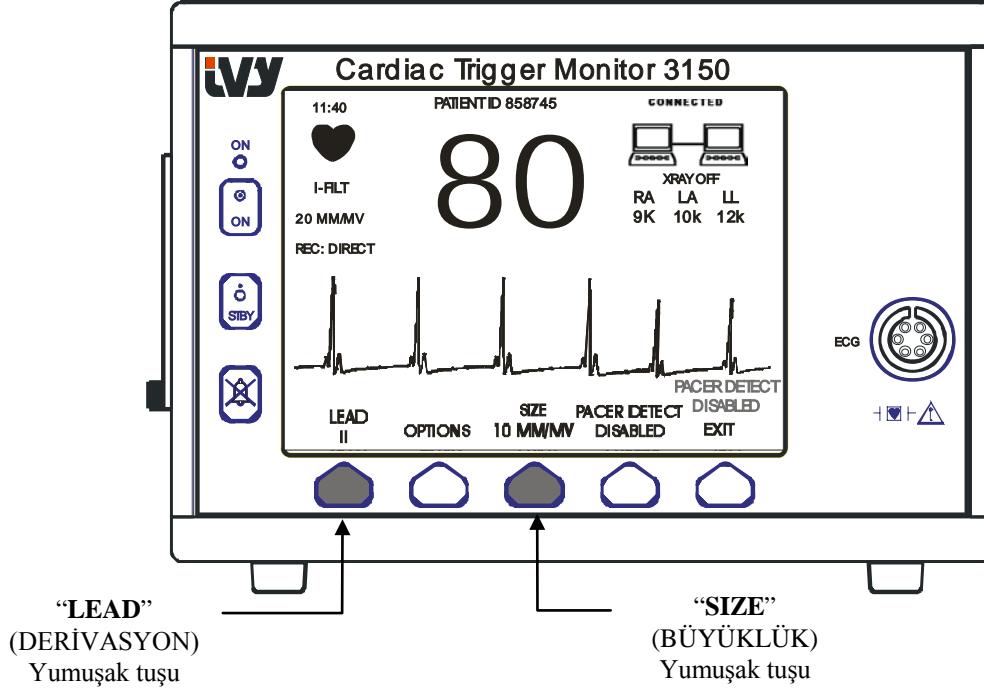 ivy
Cardiac Trigger Monitor 3150
11:40
PATIENT ID 858745
CONNECTED
80
ON
XRAY OFF
I-FILT
RA LA LL
9K 10k 12k
ON
20 MM/MV
REC: DIRECT
STBY
ECG
PACER DETECT
DISABLED
LEAD
II
OPTIONS
SIZE
10 MM/MV
PACER DETECT
DISABLED
EXIT
“LEAD”
(DERİVASYON)
Yumuşak tuşu
“SIZE”
(BÜYÜKLÜK)
Yumuşak tuşu